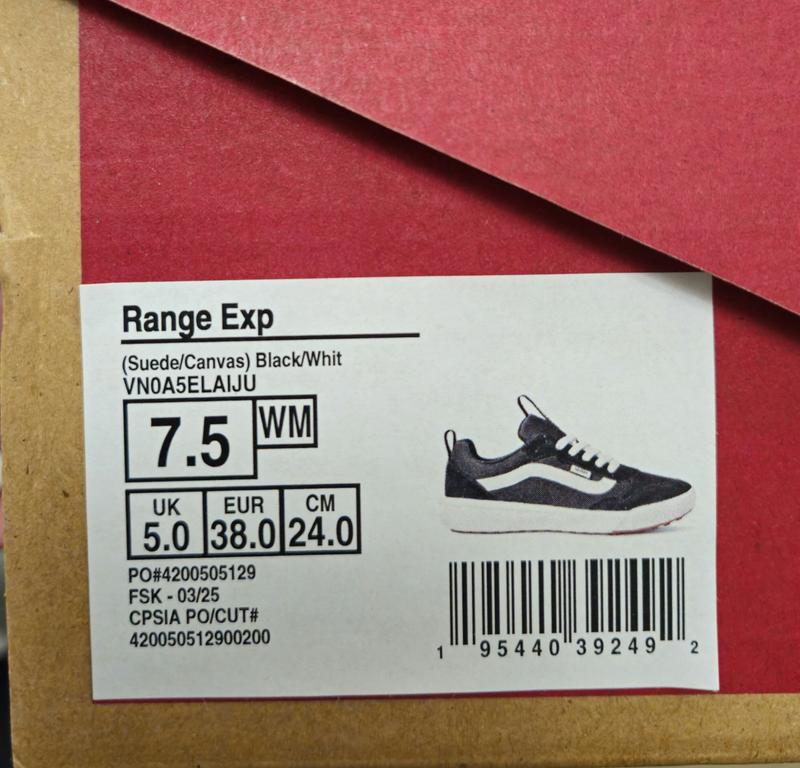 Range Exp
(Suede/Canvas) Black/Whit
VN0A5ELAIJU
7.5 WM
UK EUR CM
5.0 38.0 24.0
PO#4200505129
FSK - 03/25
CPSIA PO/CUT#
420050512900200
1 95440 39249 2